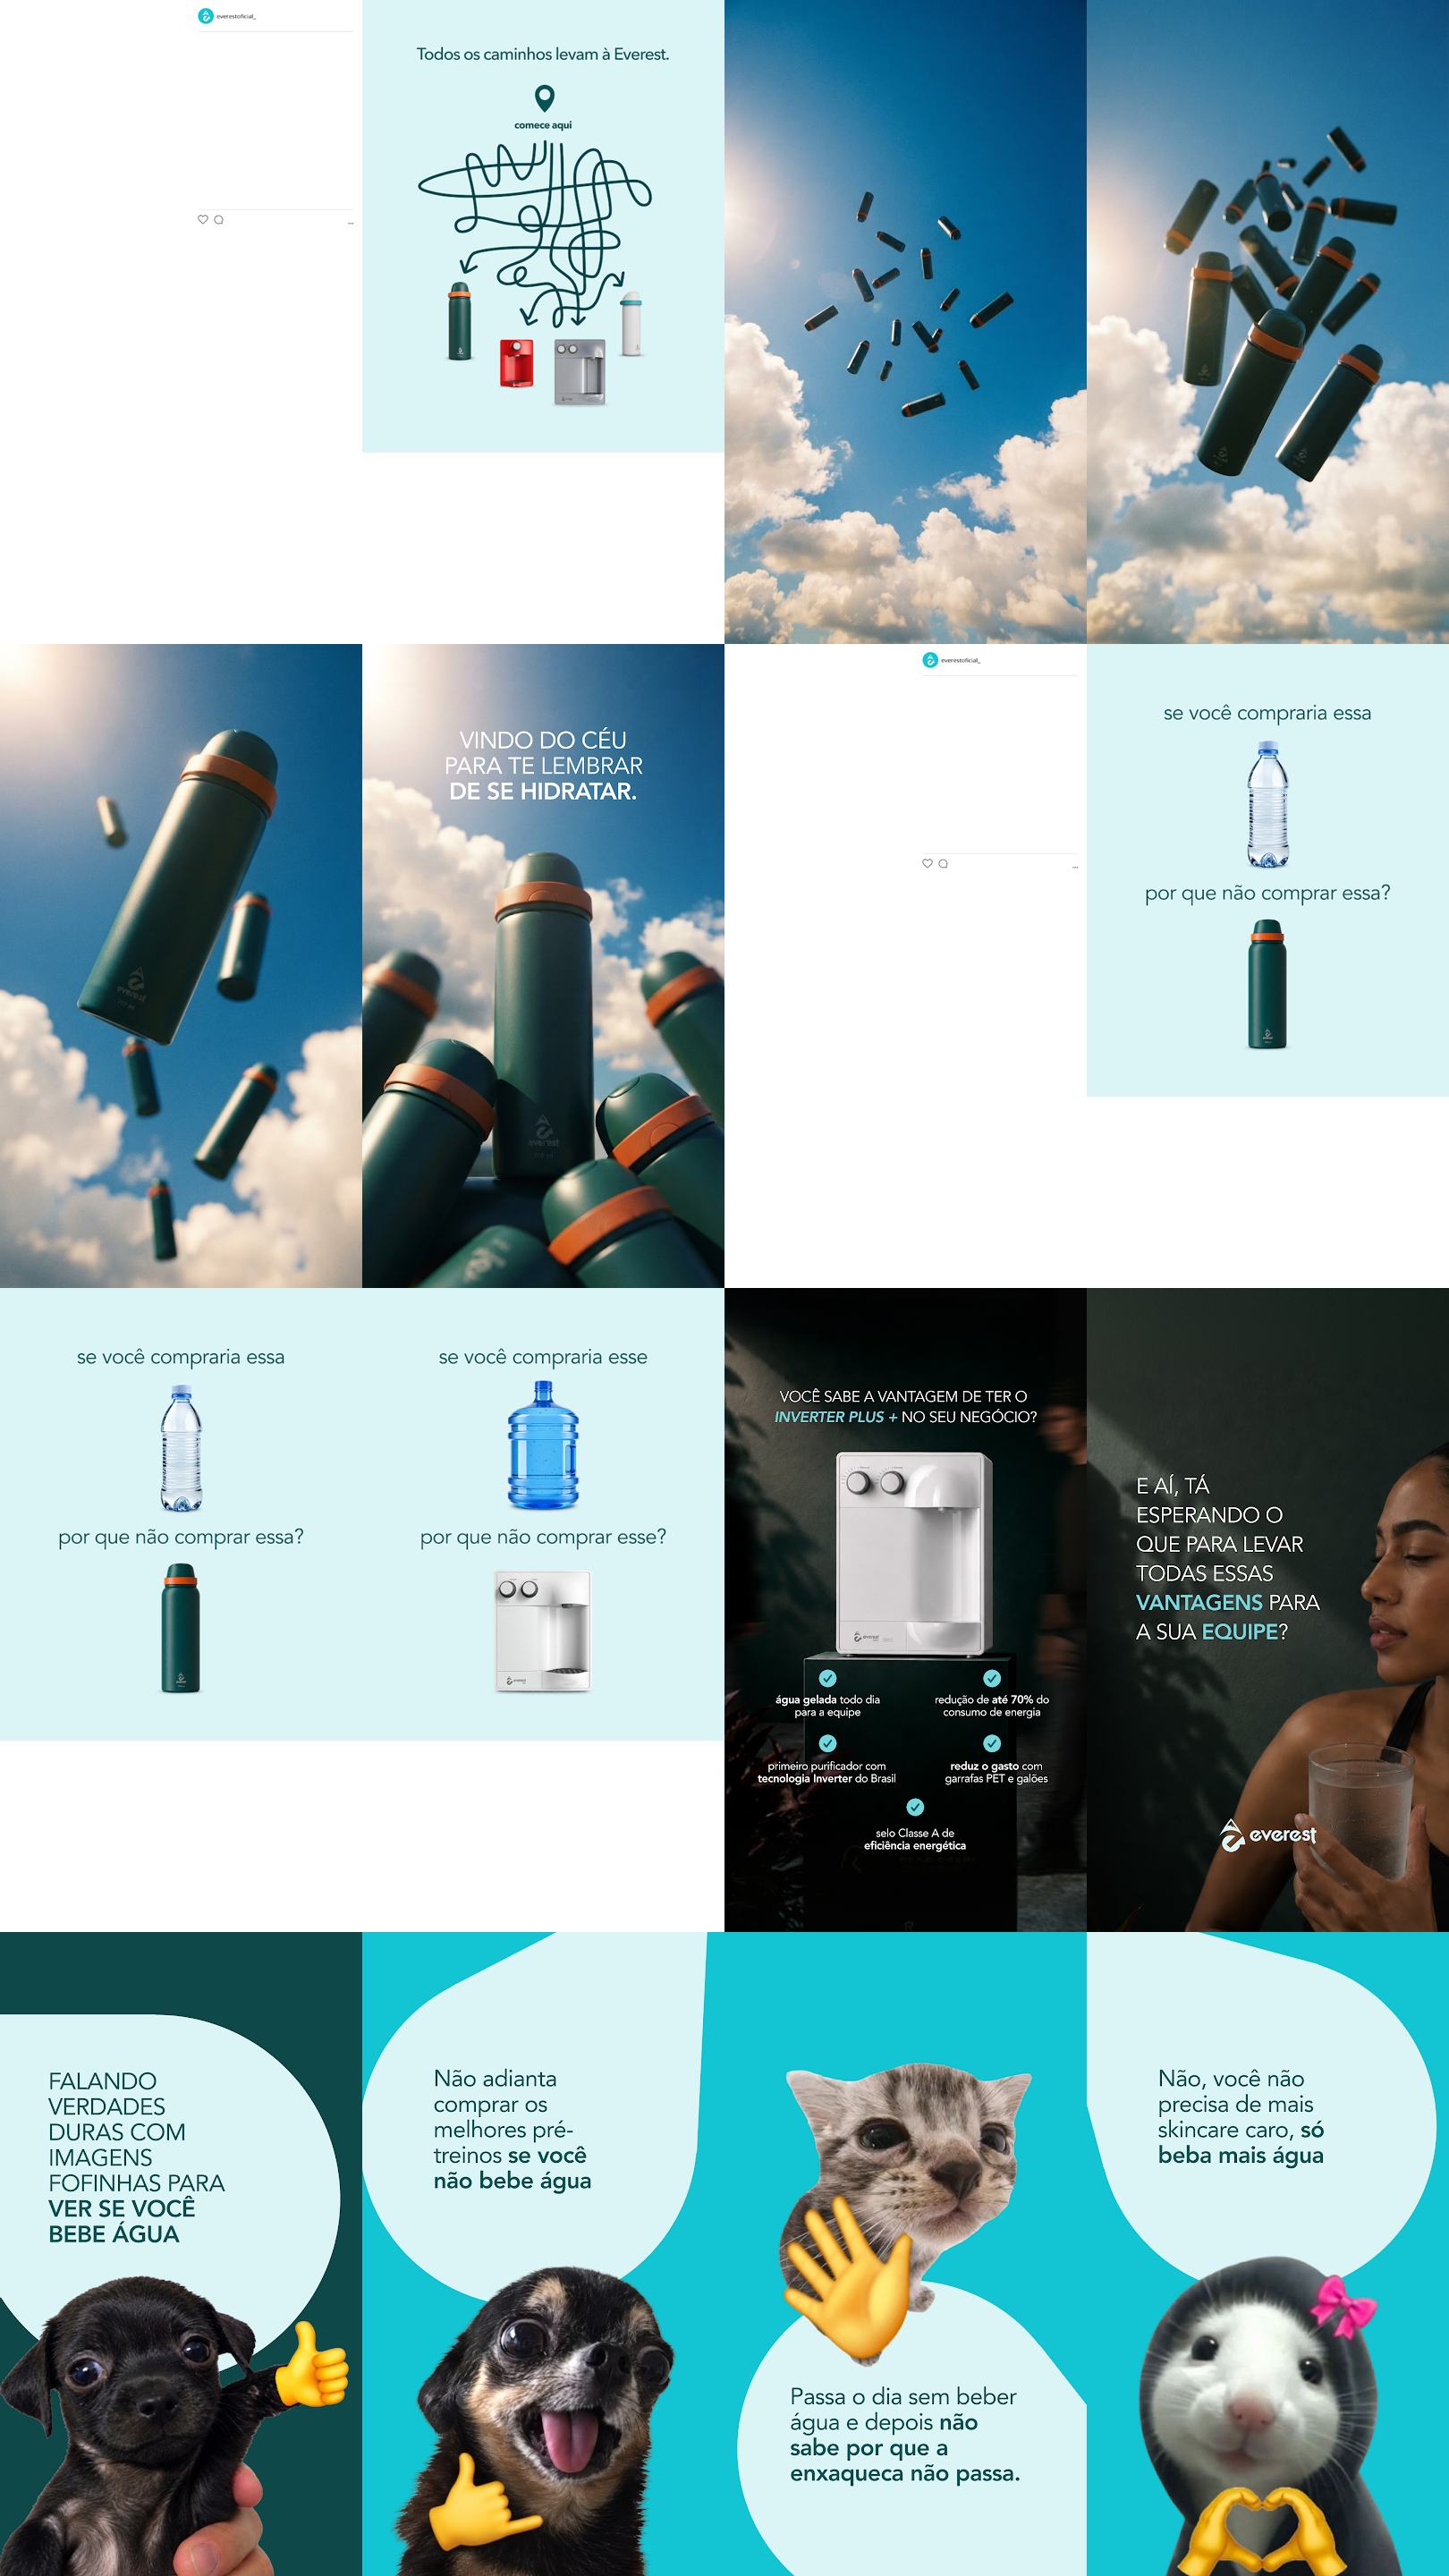 everestoficial_
Todos os caminhos levam à Everest.
comece aqui
VINDO DO CÉU
PARA TE LEMBRAR
DE SE HIDRATAR.
everest
everestoficial_
se você compraria essa
por que não comprar essa?
se você compraria essa
por que não comprar essa?
se você compraria esse
por que não comprar esse?
everest
VOCÊ SABE A VANTAGEM DE TER O
INVERTER PLUS + NO SEU NEGÓCIO?
everest
água gelada todo dia
para a equipe
redução de até 70% do
consumo de energia
primeiro purificador com
tecnologia Inverter do Brasil
reduz o gasto com
garrafas PET e galões
selo Classe A de
eficiência energética
E AÍ, TÁ
ESPERANDO O
QUE PARA LEVAR
TODAS ESSAS
VANTAGENS PARA
A SUA EQUIPE?
everest
FALANDO
VERDADES
DURAS COM
IMAGENS
FOFINHAS PARA
VER SE VOCÊ
BEBE ÁGUA
Não adianta
comprar os
melhores pré-
treinos se você
não bebe água
Passa o dia sem beber
água e depois não
sabe por que a
enxaqueca não passa.
Não, você não
precisa de mais
skincare caro, só
beba mais água